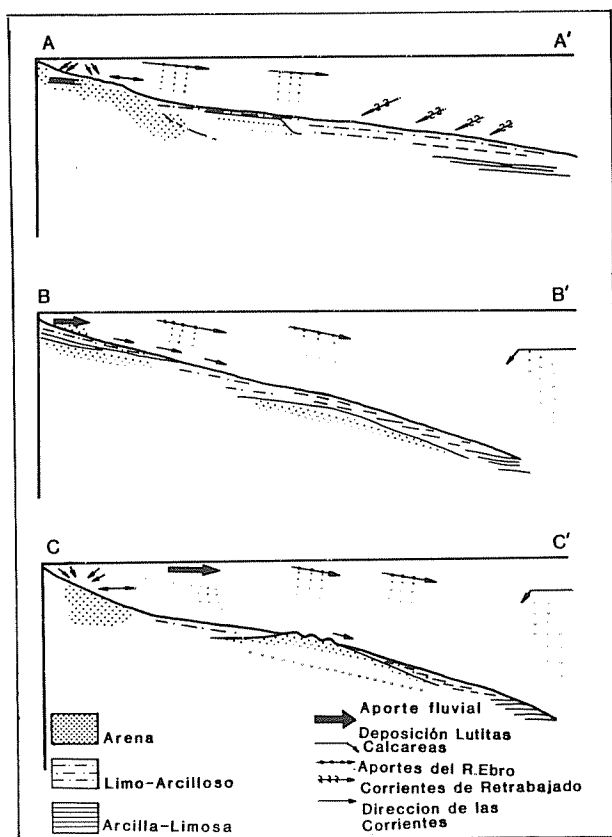 A A'
B B'
C C'
Arena
Limo-Arcilloso
Arcilla-Limosa
Aporte fluvial
Deposición Lutitas
Calcareas
Aportes del R.Ebro
Corrientes de Retrabajado
Direccion de las
Corrientes